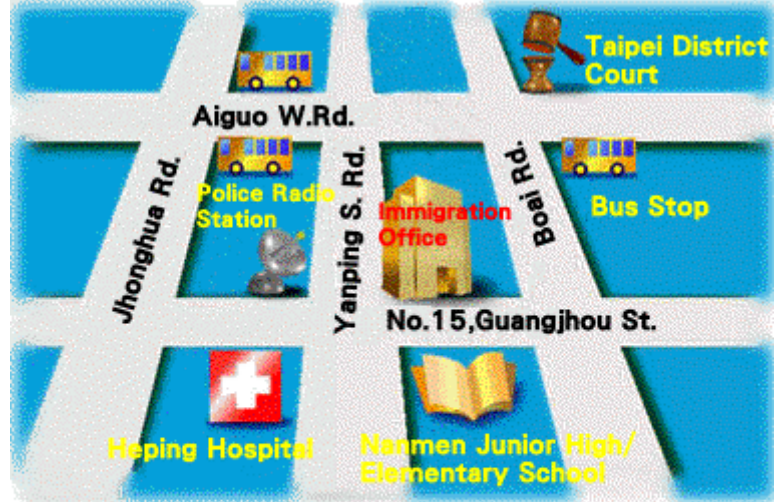 Taipei District
Court
Aiguo W.Rd.
Jhonghua Rd.
Police Radio
Station
Yanping S. Rd.
Immigration
Office
Boai Rd.
Bus Stop
No.15,Guangjhou St.
Heping Hospital
Nanmen Junior High/
Elementary School